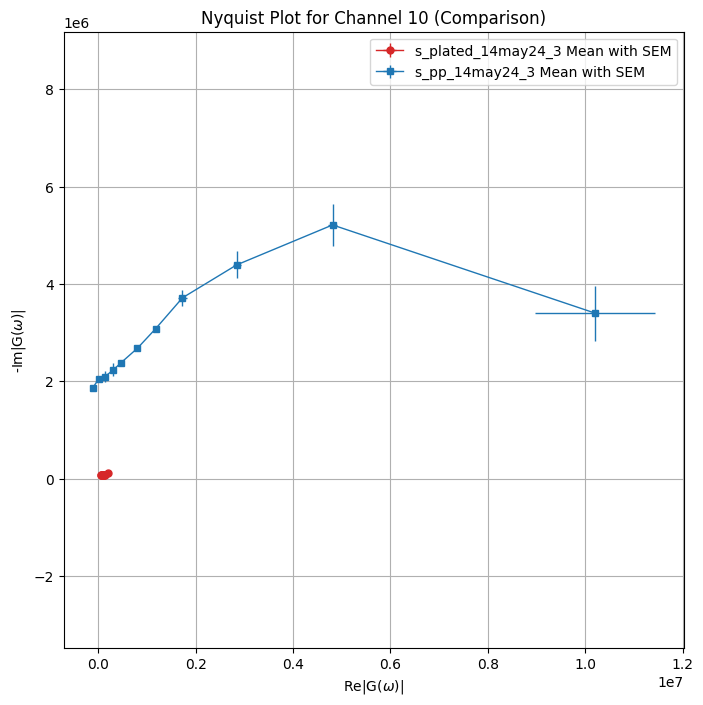 Nyquist Plot for Channel 10 (Comparison)
1e6
s_plated_14may24_3 Mean with SEM
s_pp_14may24_3 Mean with SEM
8
6
4
2
0
−2
-Im|G(ω)|
0.0 0.2 0.4 0.6 0.8 1.0 1.2
1e7
Re|G(ω)|